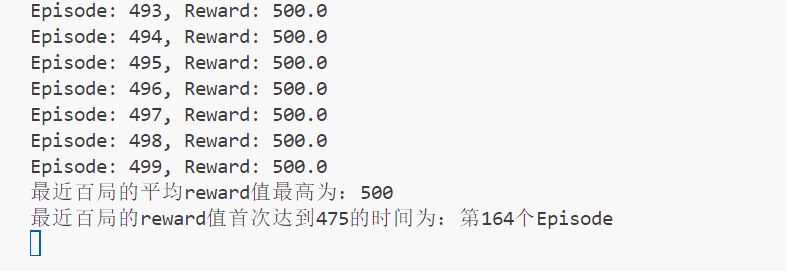 Episode: 493, Reward: 500.0
Episode: 494, Reward: 500.0
Episode: 495, Reward: 500.0
Episode: 496, Reward: 500.0
Episode: 497, Reward: 500.0
Episode: 498, Reward: 500.0
Episode: 499, Reward: 500.0
最近百局的平均reward值最高为：500
最近百局的reward值首次达到475的时间为：第164个Episode